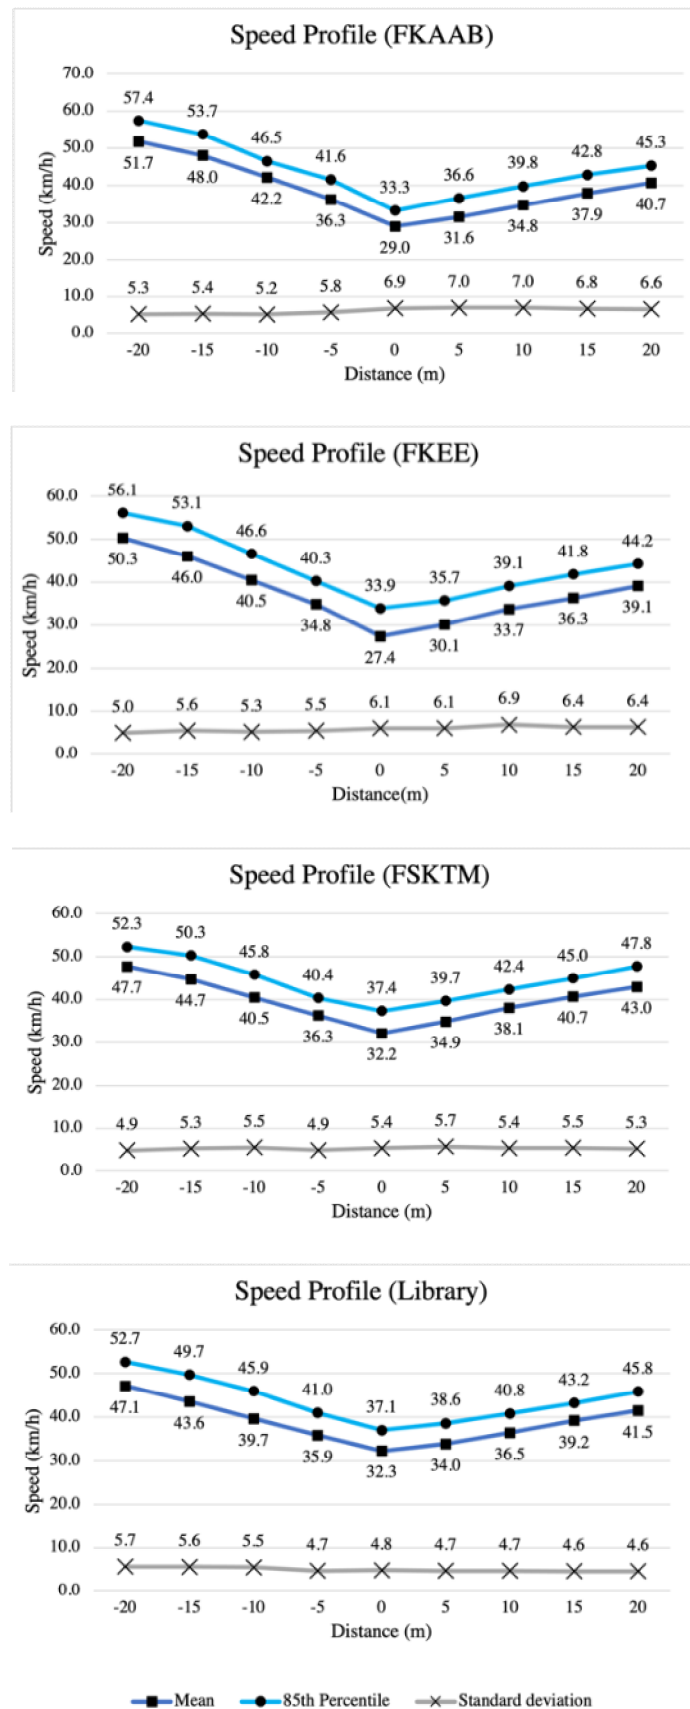 Speed Profile (FKAAB)
70.0
60.0
50.0
40.0
30.0
20.0
10.0
0.0
Speed (km/h)
57.4 53.7 46.5 41.6 33.3 36.6 39.8 42.8 45.3
51.7 48.0 42.2 36.3 29.0 31.6 34.8 37.9 40.7
5.3 5.4 5.2 5.8 6.9 7.0 7.0 6.8 6.6
-20 -15 -10 -5 0 5 10 15 20
Distance (m)
Speed Profile (FKEE)
60.0
50.0
40.0
30.0
20.0
10.0
0.0
Speed (km/h)
56.1 53.1 46.6 40.3 33.9 35.7 39.1 41.8 44.2
50.3 46.0 40.5 34.8 27.4 30.1 33.7 36.3 39.1
5.0 5.6 5.3 5.5 6.1 6.1 6.9 6.4 6.4
-20 -15 -10 -5 0 5 10 15 20
Distance(m)
Speed Profile (FSKTM)
60.0
50.0
40.0
30.0
20.0
10.0
0.0
Speed (km/h)
52.3 50.3 45.8 40.4 37.4 39.7 42.4 45.0 47.8
47.7 44.7 40.5 36.3 32.2 34.9 38.1 40.7 43.0
4.9 5.3 5.5 4.9 5.4 5.7 5.4 5.5 5.3
-20 -15 -10 -5 0 5 10 15 20
Distance (m)
Speed Profile (Library)
60.0
50.0
40.0
30.0
20.0
10.0
0.0
Speed (km/h)
52.7 49.7 45.9 41.0 37.1 38.6 40.8 43.2 45.8
47.1 43.6 39.7 35.9 32.3 34.0 36.5 39.2 41.5
5.7 5.6 5.5 4.7 4.8 4.7 4.7 4.6 4.6
-20 -15 -10 -5 0 5 10 15 20
Distance (m)
Mean 85th Percentile Standard deviation